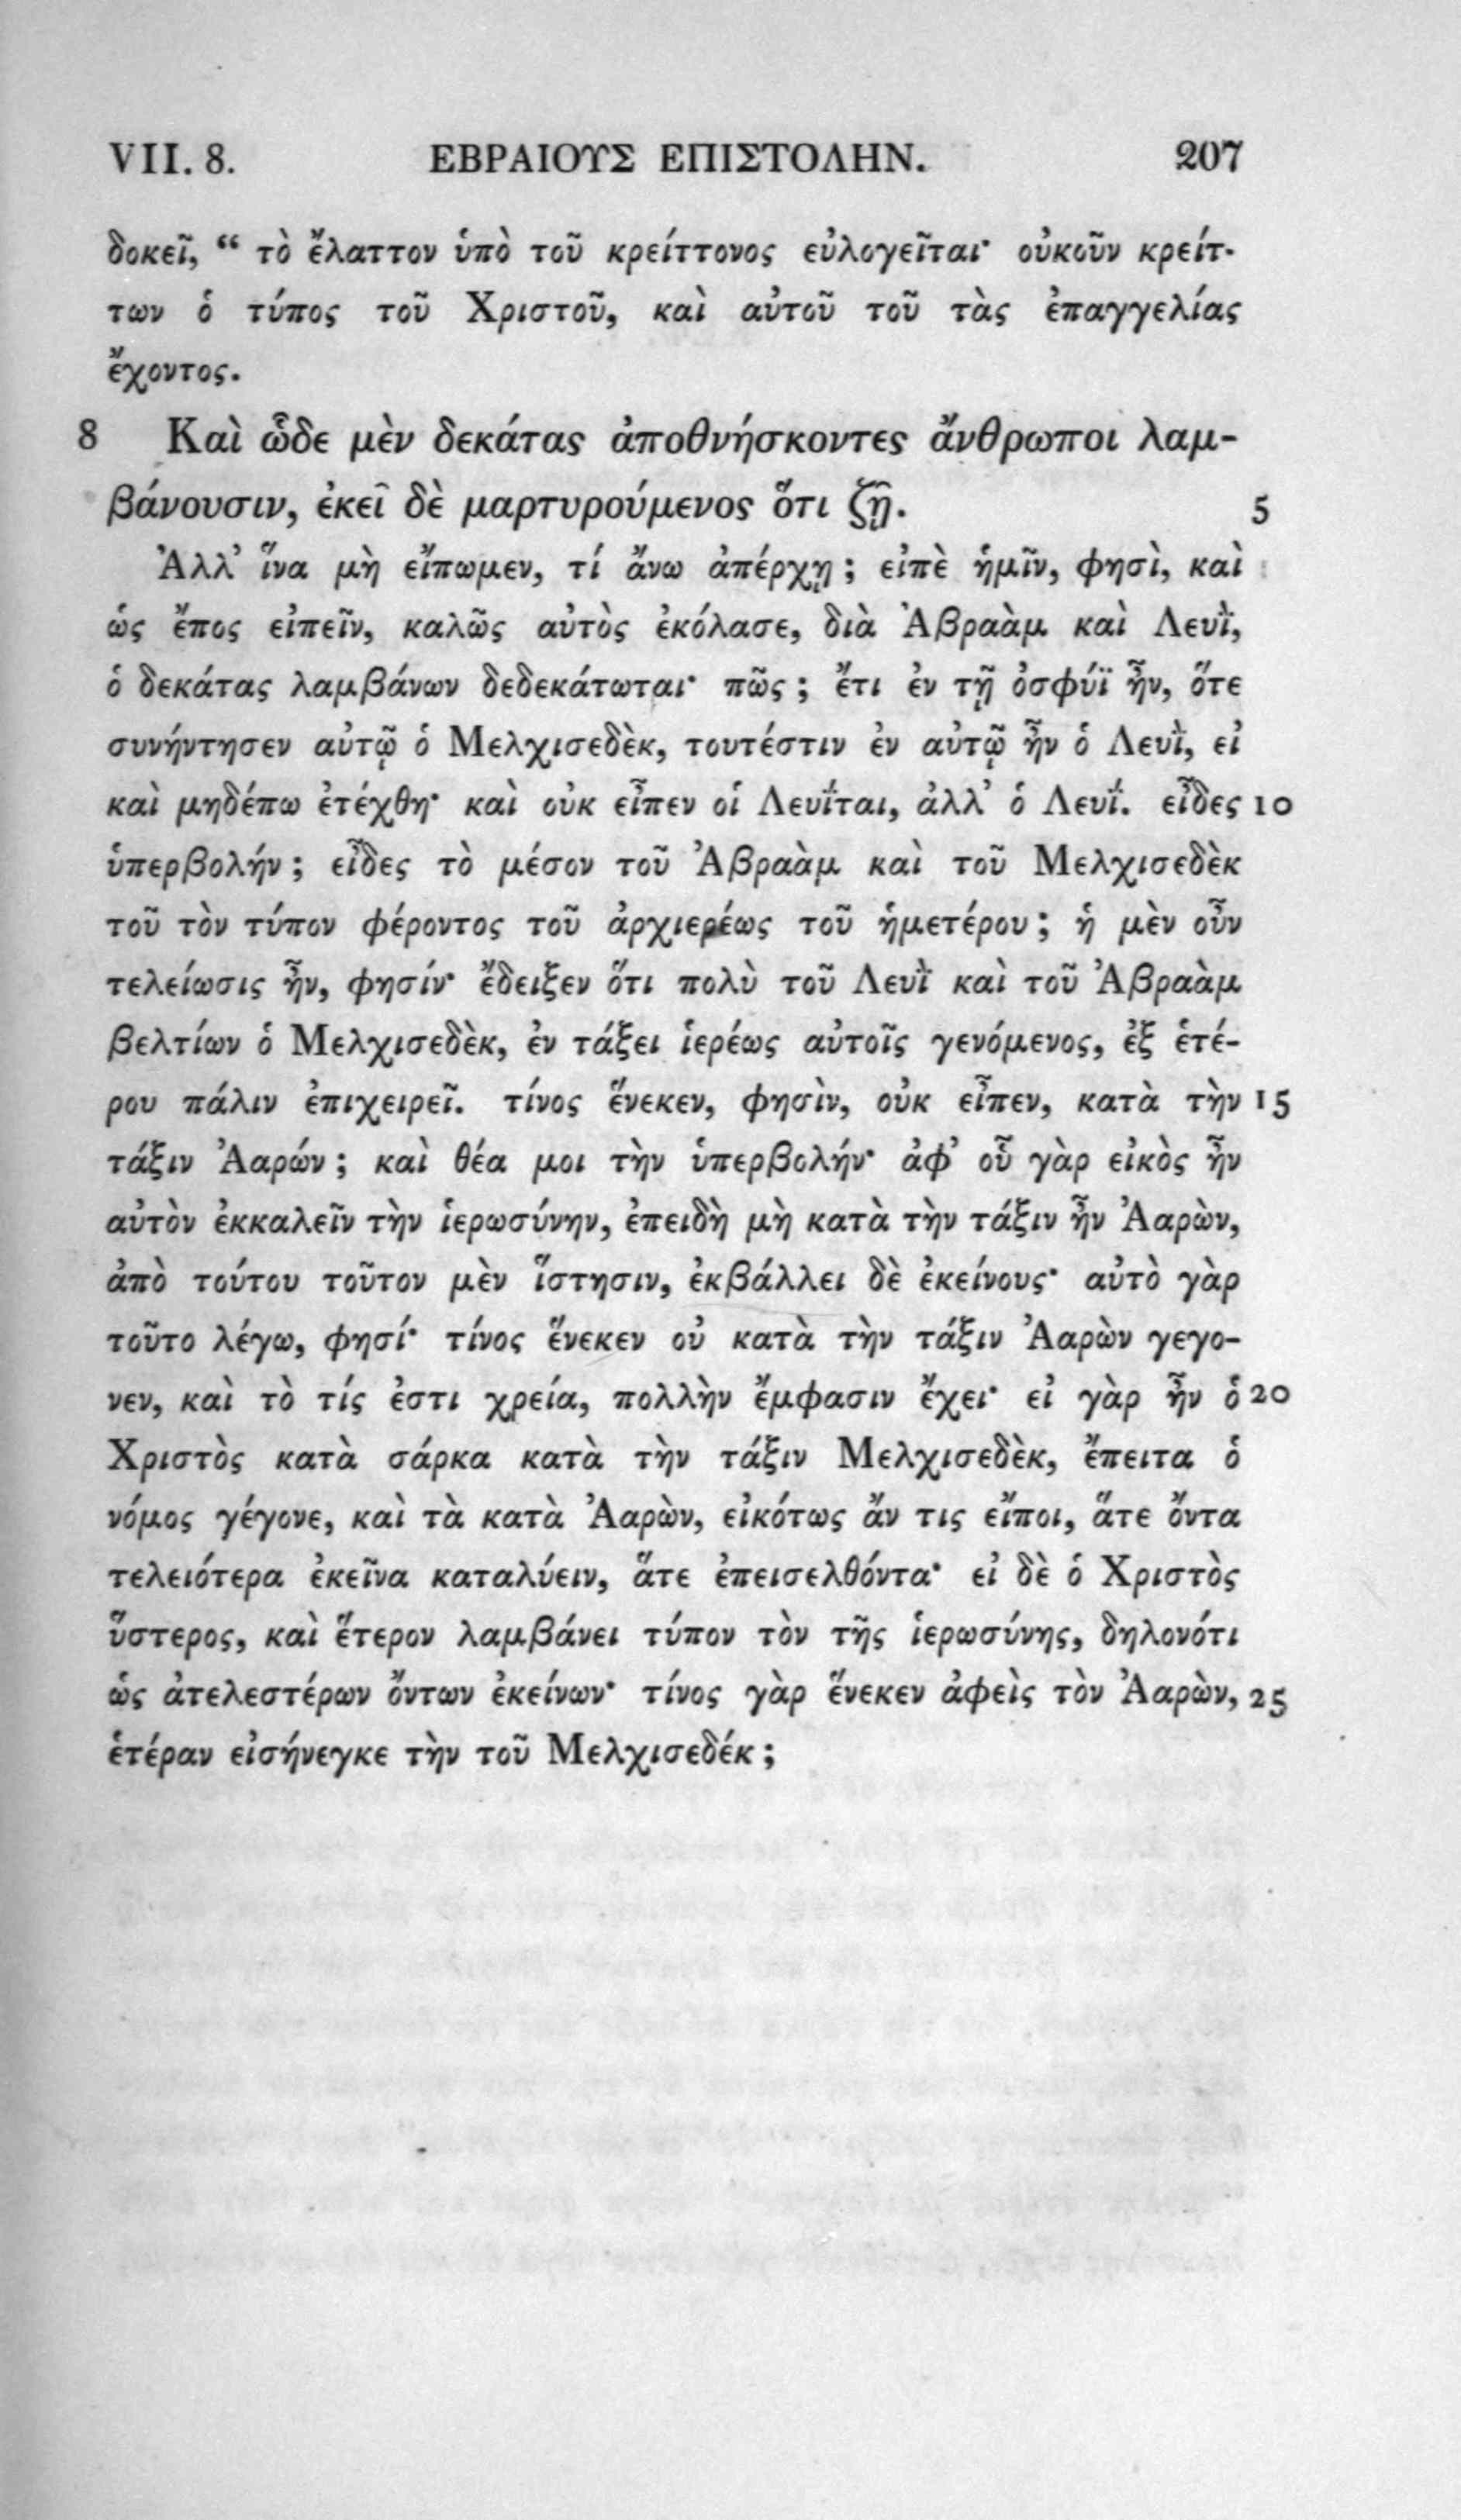 VII. 8. ΕΒΡΑΙΟΥΣ ΕΠΙΣΤΟΛΗΝ. 207
δοκεῖ, “ τὸ ἔλαττον ὑπὸ τοῦ κρείττονος εὐλογεῖται· οὐκοῦν κρείτ-
των ὁ τύπος τοῦ Χριστοῦ, καὶ αὐτοῦ τοῦ τὰς ἐπαγγελίας
ἔχοντος.
8 Καὶ ὧδε μὲν δεκάτας ἀποθνήσκοντες ἄνθρωποι λαμ-
βάνουσιν, ἐκεῖ δὲ μαρτυρούμενος ὅτι ζῇ. 5
Ἀλλ’ ἵνα μὴ εἴπωμεν, τί ἄνω ἀπέρχῃ ; εἰπὲ ἡμῖν, φησὶ, καὶ
ὡς ἔπος εἰπεῖν, καλῶς αὐτὸς ἐκόλασε, διὰ Ἀβραὰμ καὶ Λευῒ,
ὁ δεκάτας λαμβάνων δεδεκάτωται· πῶς ; ἔτι ἐν τῇ ὀσφύϊ ἦν, ὅτε
συνήντησεν αὐτῷ ὁ Μελχισεδὲκ, τουτέστιν ἐν αὐτῷ ἦν ὁ Λευῒ, εἰ
καὶ μηδέπω ἐτέχθη· καὶ οὐκ εἶπεν οἱ Λευΐται, ἀλλ’ ὁ Λευΐ. εἶδες 10
ὑπερβολήν ; εἶδες τὸ μέσον τοῦ Ἀβραὰμ καὶ τοῦ Μελχισεδὲκ
τοῦ τὸν τύπον φέροντος τοῦ ἀρχιερέως τοῦ ἡμετέρου ; ἡ μὲν οὖν
τελείωσις ἦν, φησίν· ἔδειξεν ὅτι πολὺ τοῦ Λευῒ καὶ τοῦ Ἀβραὰμ
βελτίων ὁ Μελχισεδὲκ, ἐν τάξει ἱερέως αὐτοῖς γενόμενος, ἐξ ἑτέ-
ρου πάλιν ἐπιχειρεῖ. τίνος ἕνεκεν, φησὶν, οὐκ εἶπεν, κατὰ τὴν 15
τάξιν Ἀαρών ; καὶ θέα μοι τὴν ὑπερβολήν· ἀφ’ οὗ γὰρ εἰκὸς ἦν
αὐτὸν ἐκκαλεῖν τὴν ἱερωσύνην, ἐπειδὴ μὴ κατὰ τὴν τάξιν ἦν Ἀαρὼν,
ἀπὸ τούτου τοῦτον μὲν ἵστησιν, ἐκβάλλει δὲ ἐκείνους· αὐτὸ γὰρ
τοῦτο λέγω, φησί· τίνος ἕνεκεν οὐ κατὰ τὴν τάξιν Ἀαρὼν γεγο-
νεν, καὶ τὸ τίς ἐστι χρεία, πολλὴν ἔμφασιν ἔχει· εἰ γὰρ ἦν ὁ 20
Χριστὸς κατὰ σάρκα κατὰ τὴν τάξιν Μελχισεδὲκ, ἔπειτα ὁ
νόμος γέγονε, καὶ τὰ κατὰ Ἀαρὼν, εἰκότως ἄν τις εἴποι, ἅτε ὄντα
τελειότερα ἐκεῖνα καταλύειν, ἅτε ἐπεισελθόντα· εἰ δὲ ὁ Χριστὸς
ὕστερος, καὶ ἕτερον λαμβάνει τύπον τὸν τῆς ἱερωσύνης, δηλονότι
ὡς ἀτελεστέρων ὄντων ἐκείνων· τίνος γὰρ ἕνεκεν ἀφεὶς τὸν Ἀαρὼν, 25
ἑτέραν εἰσήνεγκε τὴν τοῦ Μελχισεδέκ ;